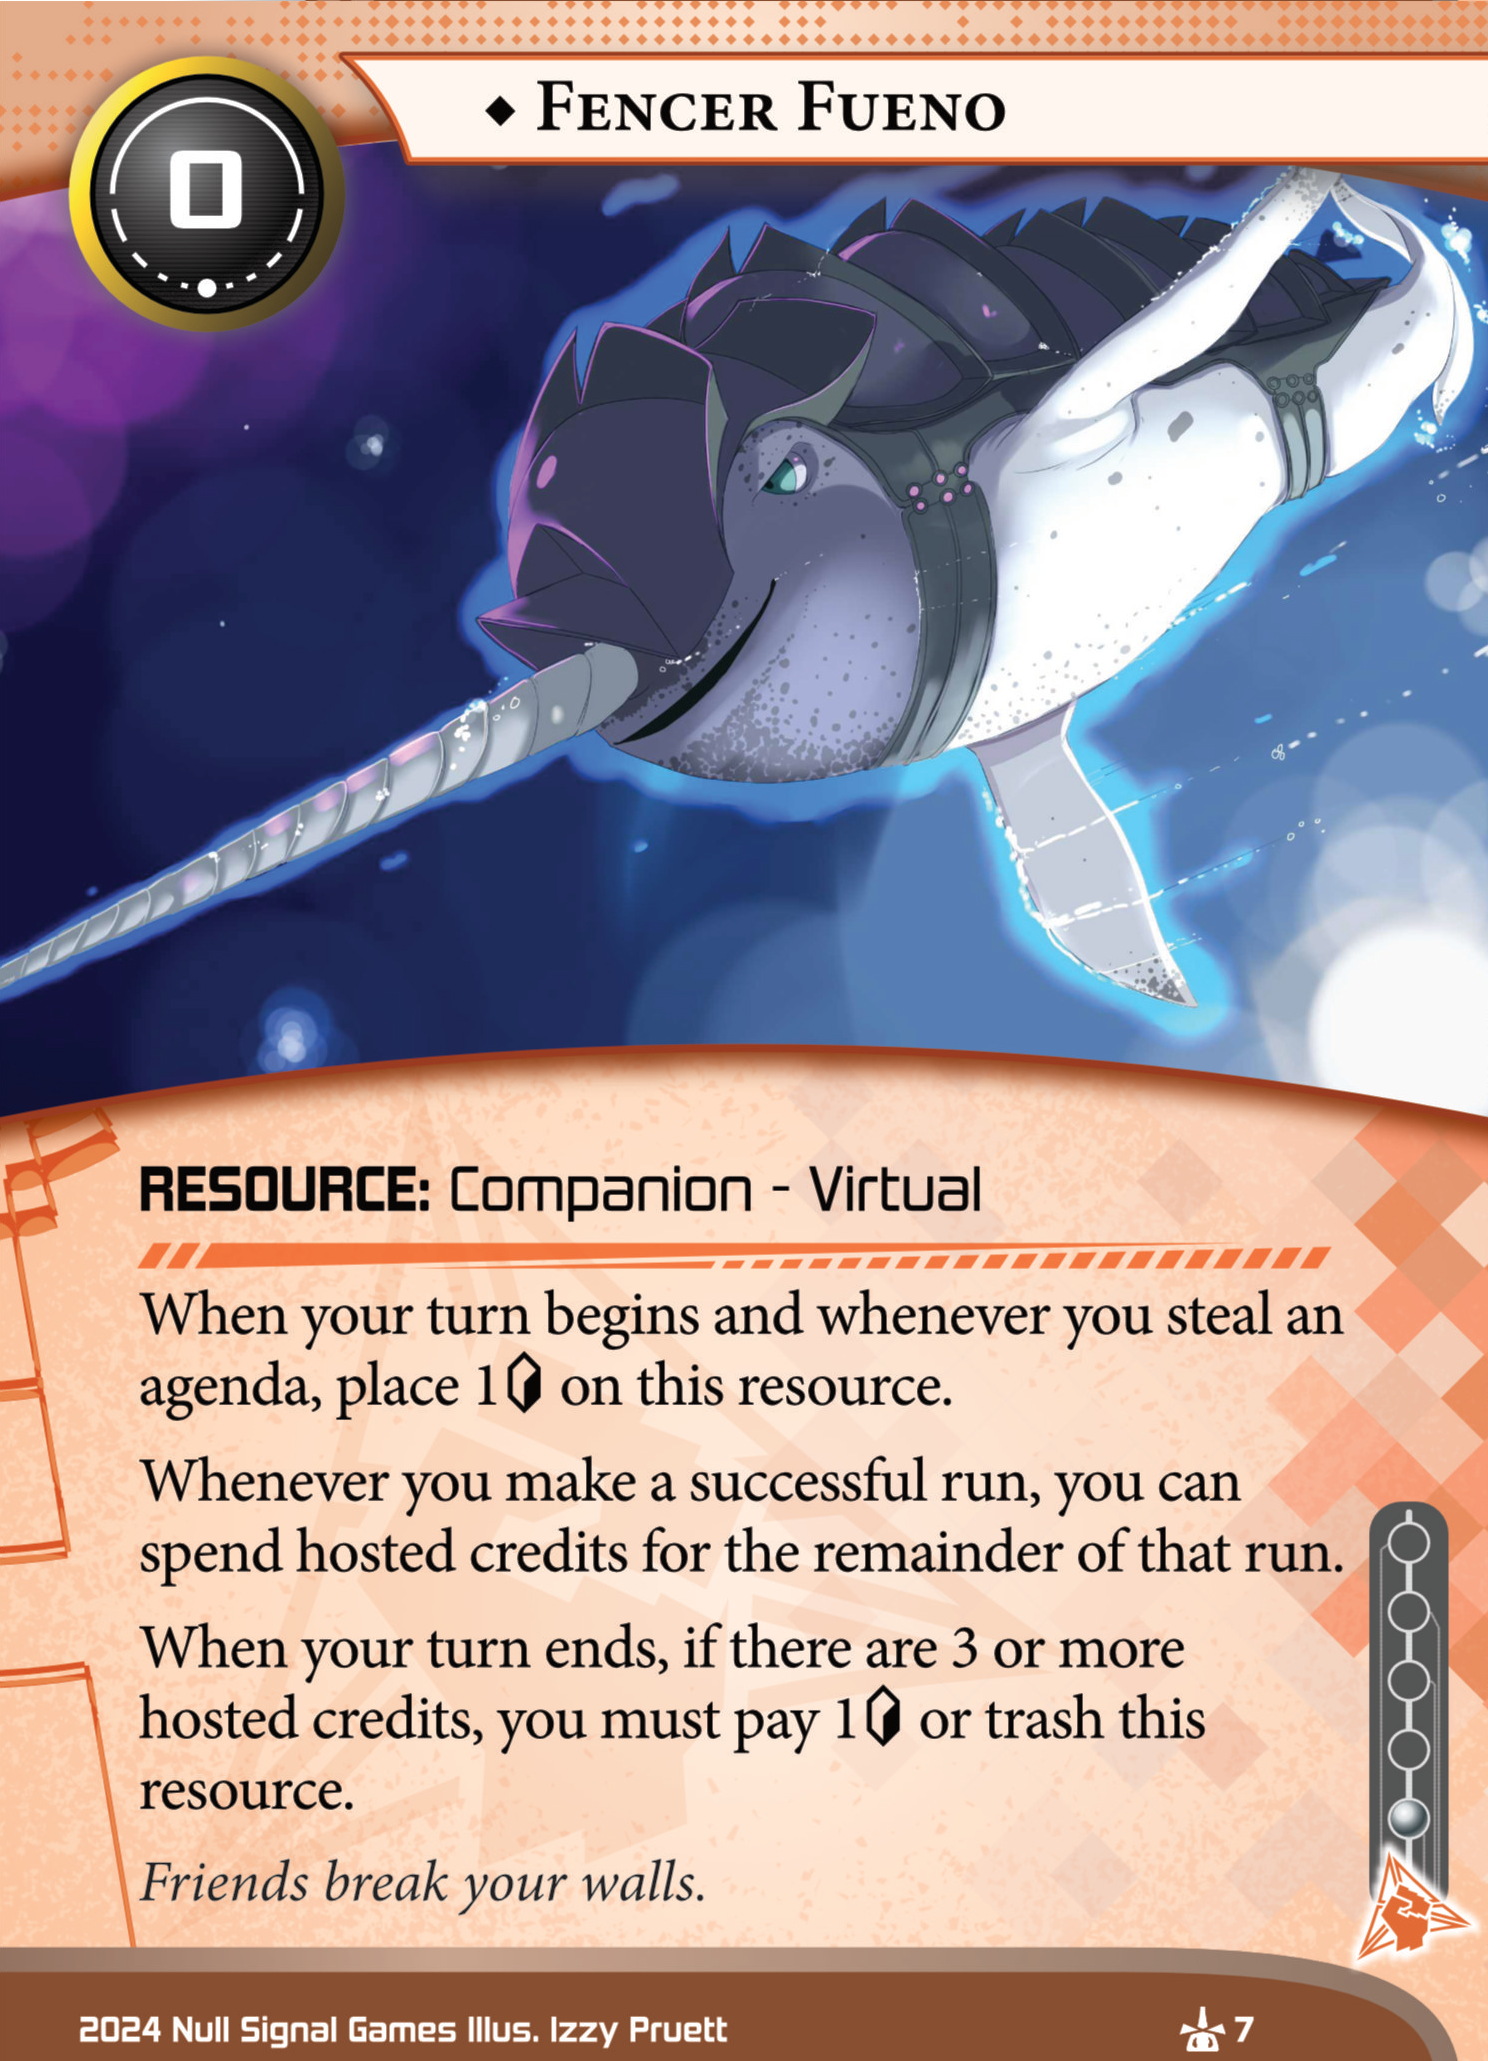 0
◆ FENCER FUENO
RESOURCE: Companion - Virtual
When your turn begins and whenever you steal an
agenda, place 1 on this resource.
Whenever you make a successful run, you can
spend hosted credits for the remainder of that run.
When your turn ends, if there are 3 or more
hosted credits, you must pay 1 or trash this
resource.
Friends break your walls.
2024 Null Signal Games Illus. Izzy Pruett
7